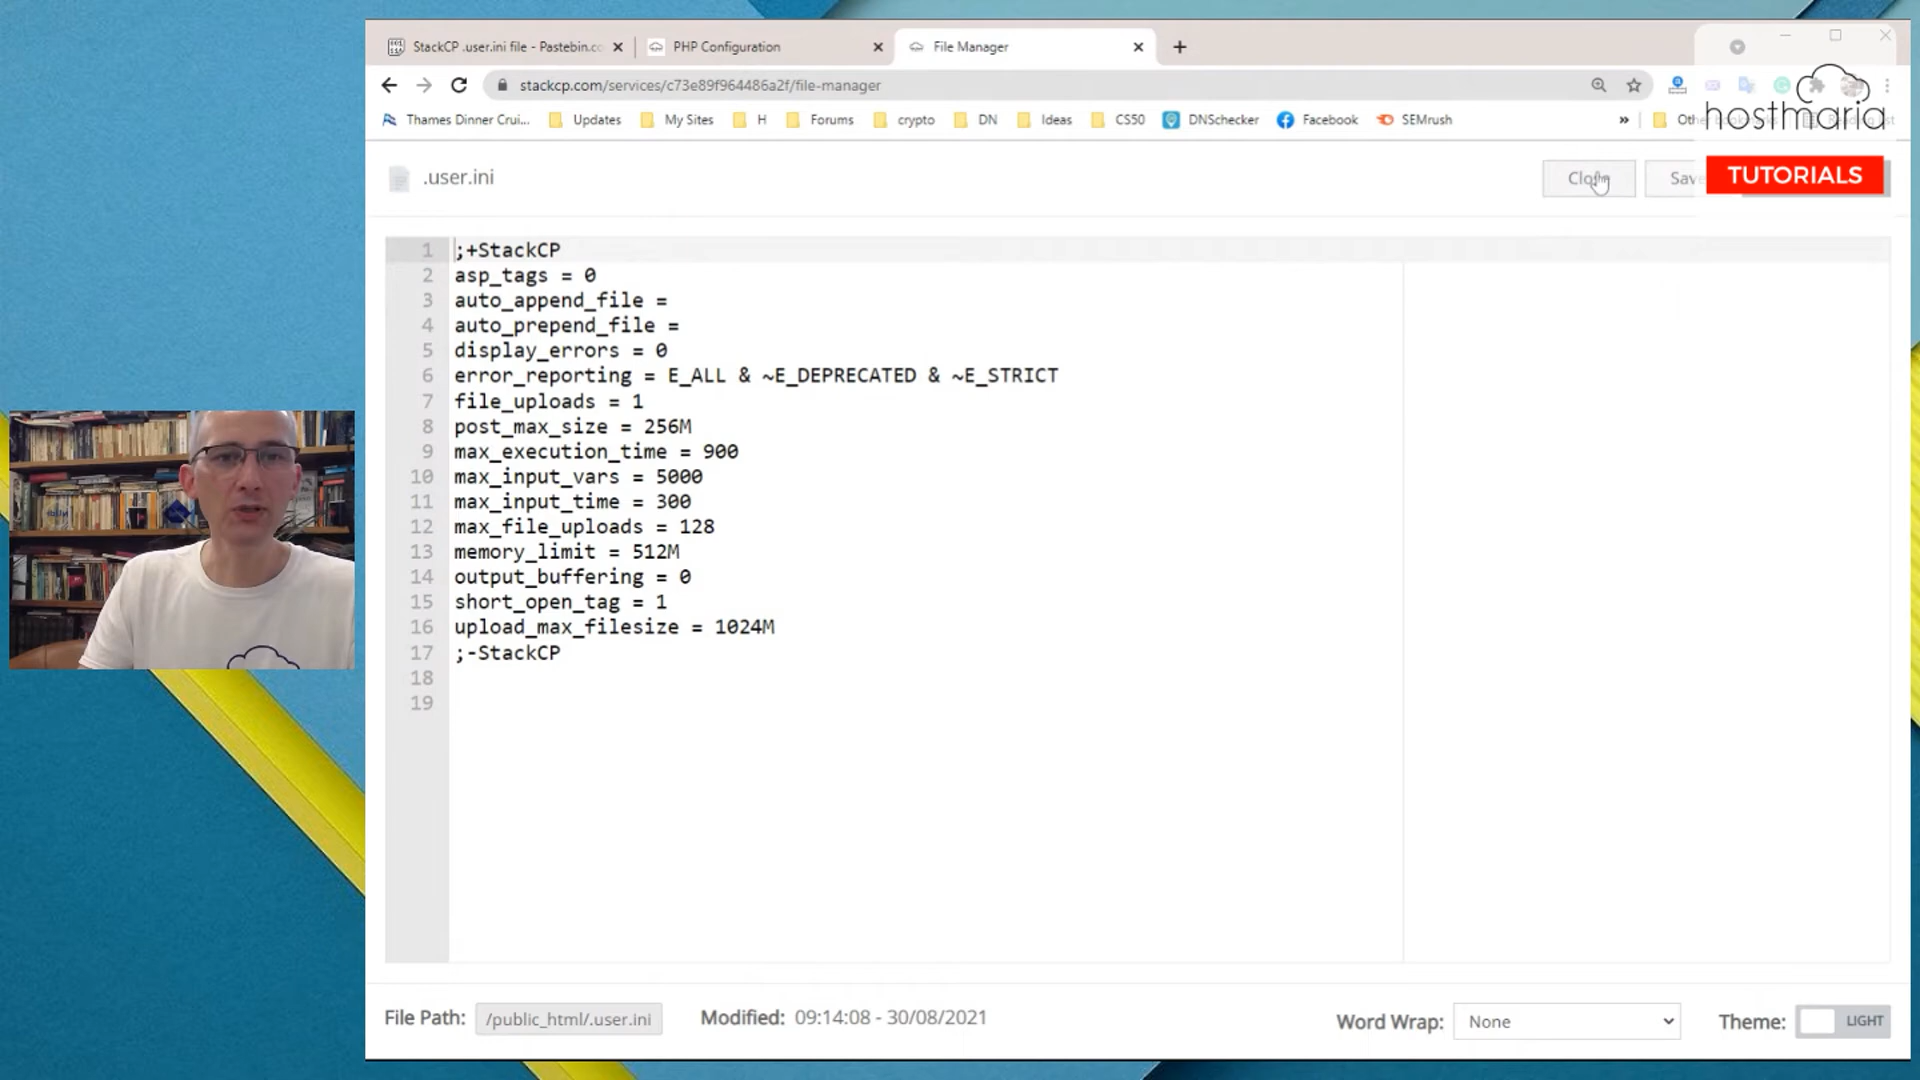 StackCP .user.ini file - Pastebin.co
PHP Configuration
File Manager
stackcp.com/services/c73e89f964486a2f/file-manager
Thames Dinner Crui...
Updates
My Sites
H
Forums
crypto
DN
Ideas
CS50
DNSchecker
Facebook
SEMrush
»
hostmaria
TUTORIALS
.user.ini
1 ;+StackCP
2 asp_tags = 0
3 auto_append_file =
4 auto_prepend_file =
5 display_errors = 0
6 error_reporting = E_ALL & ~E_DEPRECATED & ~E_STRICT
7 file_uploads = 1
8 post_max_size = 256M
9 max_execution_time = 900
10 max_input_vars = 5000
11 max_input_time = 300
12 max_file_uploads = 128
13 memory_limit = 512M
14 output_buffering = 0
15 short_open_tag = 1
16 upload_max_filesize = 1024M
17 ;-StackCP
18
19
File Path: /public_html/.user.ini
Modified: 09:14:08 - 30/08/2021
Word Wrap: None
Theme: LIGHT